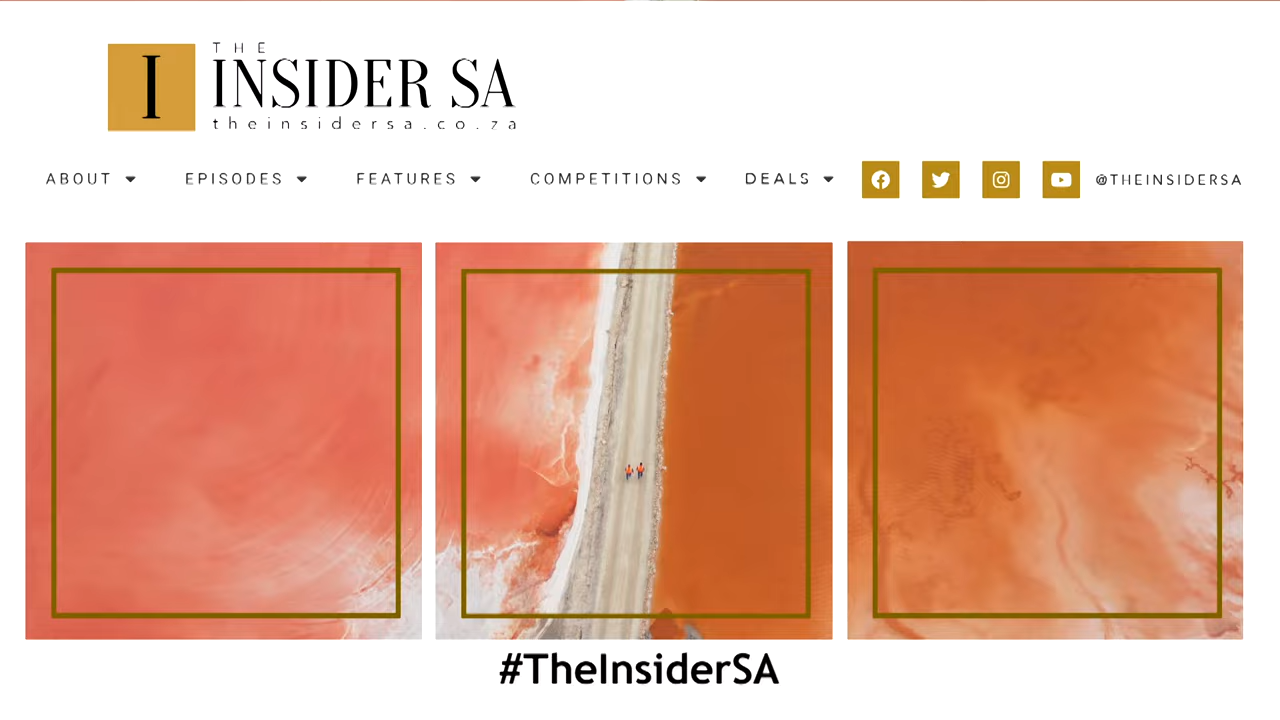 I
THE
INSIDER SA
theinsidersa.co.za
ABOUT EPISODES FEATURES COMPETITIONS DEALS @THEINSIDERSA
#TheInsiderSA